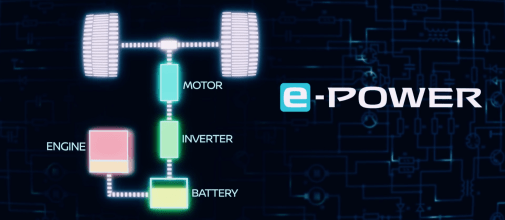 MOTOR
e-POWER
INVERTER
ENGINE
BATTERY